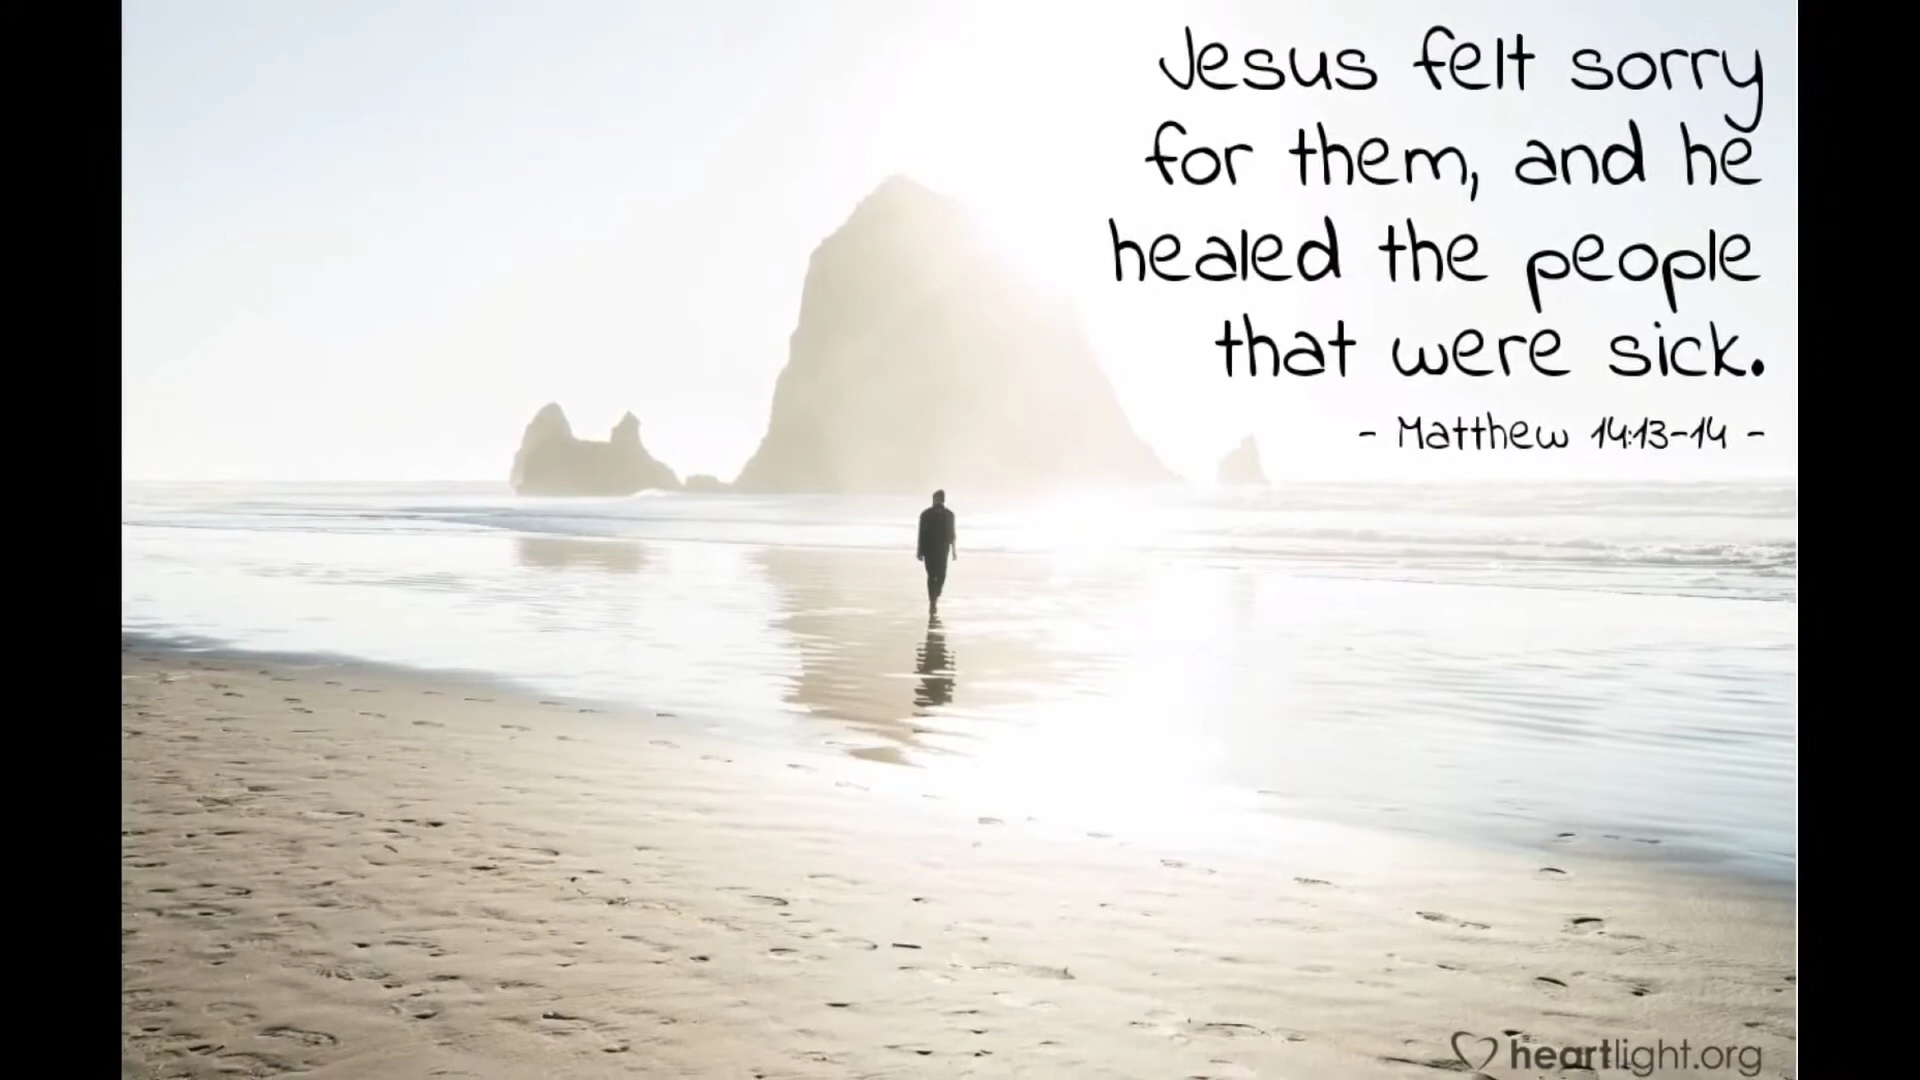 Jesus felt sorry
for them, and he
healed the people
that were sick.
- Matthew 14:13-14 -
heartlight.org